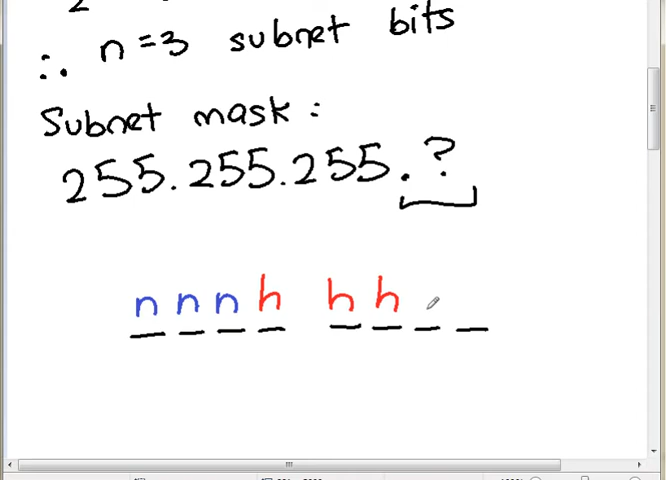 ∴ n=3 subnet bits
Subnet mask:
255.255.255.?
n n n h h h